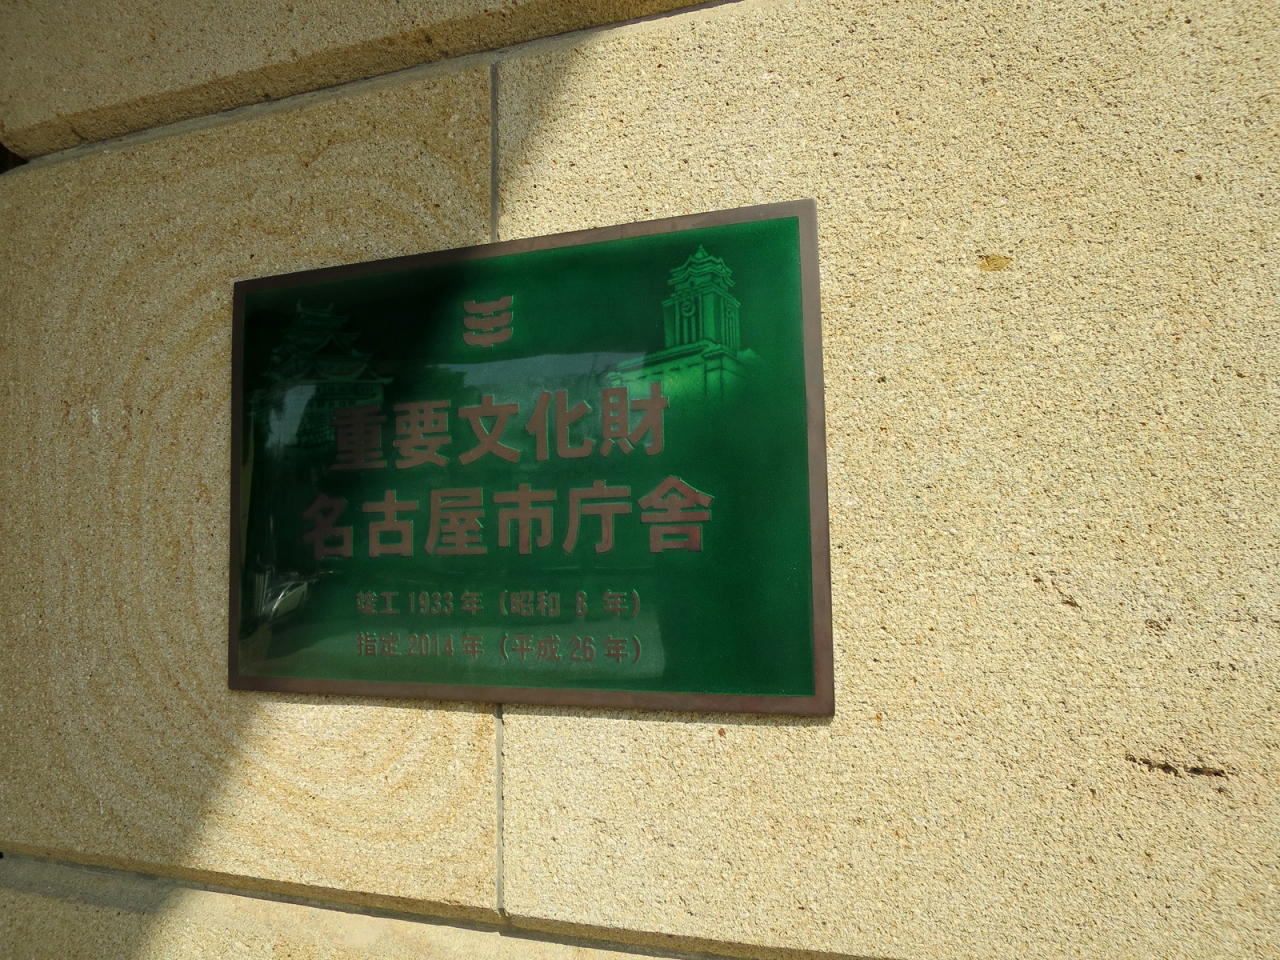 重要文化財
名古屋市庁舎
竣工 1933 年 (昭和 8 年)
指定 2014 年 (平成 26 年)